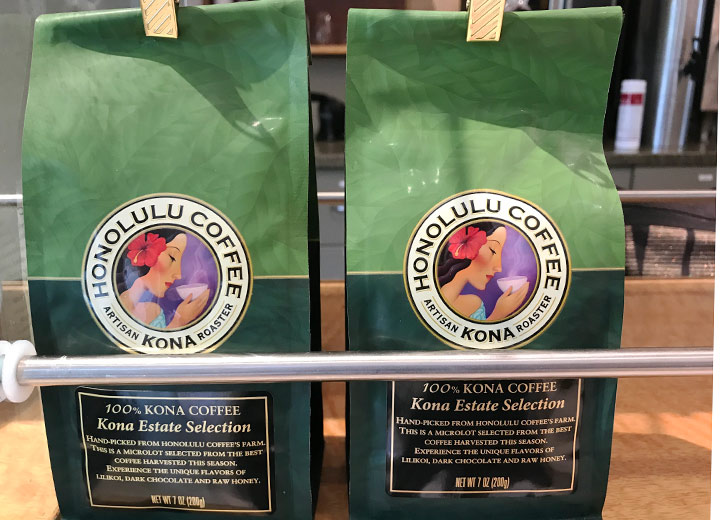 HONOLULU COFFEE
ARTISAN KONA ROASTER
100% KONA COFFEE
Kona Estate Selection
HAND-PICKED FROM HONOLULU COFFEE'S FARM.
THIS IS A MICROLOT SELECTED FROM THE BEST
COFFEE HARVESTED THIS SEASON.
EXPERIENCE THE UNIQUE FLAVORS OF
LILIKOI, DARK CHOCOLATE AND RAW HONEY.
NET WT 7 OZ (200g)
HONOLULU COFFEE
ARTISAN KONA ROASTER
100% KONA COFFEE
Kona Estate Selection
HAND-PICKED FROM HONOLULU COFFEE'S FARM.
THIS IS A MICROLOT SELECTED FROM THE BEST
COFFEE HARVESTED THIS SEASON.
EXPERIENCE THE UNIQUE FLAVORS OF
LILIKOI, DARK CHOCOLATE AND RAW HONEY.
NET WT 7 OZ (200g)